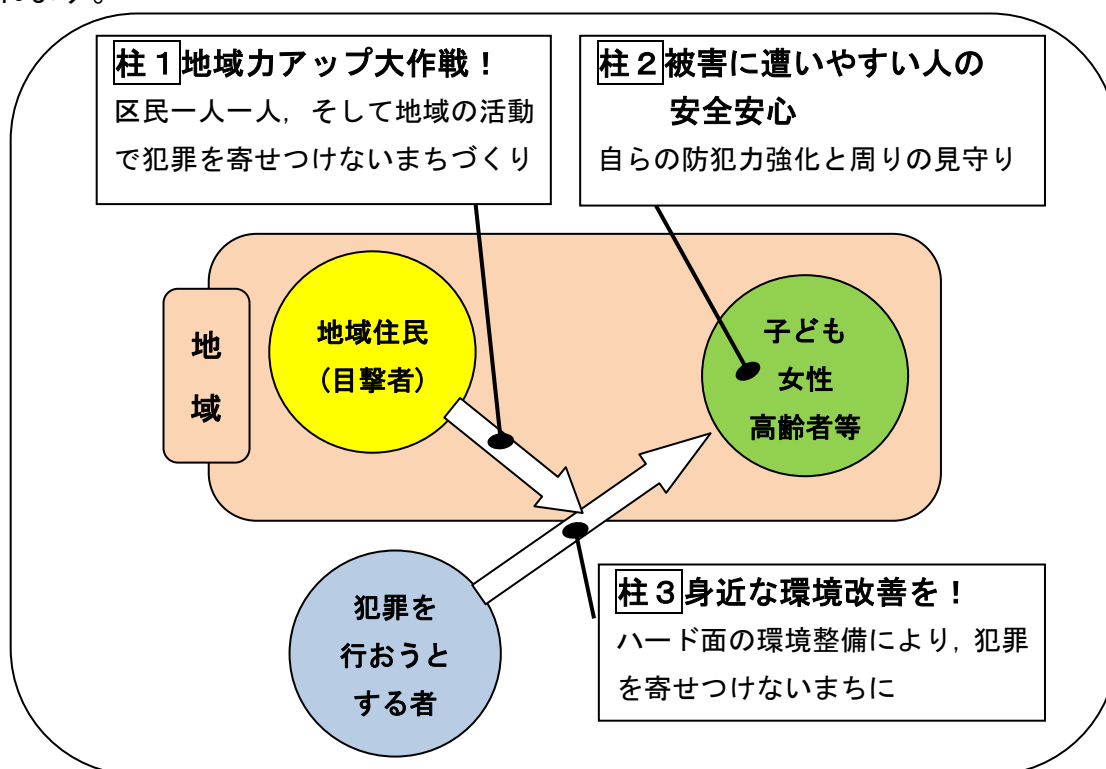 れます。
柱１地域力アップ大作戦！
区民一人一人，そして地域の活動
で犯罪を寄せつけないまちづくり
柱２被害に遭いやすい人の
安全安心
自らの防犯力強化と周りの見守り
地
域
地域住民
(目撃者)
子ども
女性
高齢者等
犯罪を
行おうと
する者
柱３身近な環境改善を！
ハード面の環境整備により，犯罪
を寄せつけないまちに